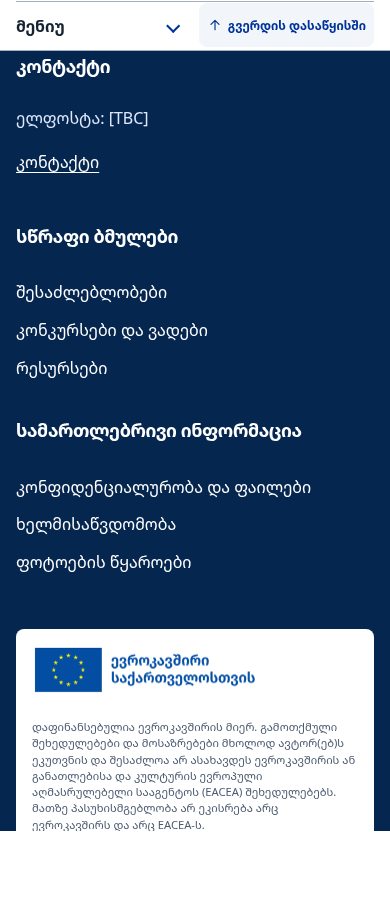 მენიუ
↑ გვერდის დასაწყისში
კონტაქტი
ელფოსტა: [TBC]
კონტაქტი
სწრაფი ბმულები
შესაძლებლობები
კონკურსები და ვადები
რესურსები
სამართლებრივი ინფორმაცია
კონფიდენციალურობა და ფაილები
ხელმისაწვდომობა
ფოტოების წყაროები
ევროკავშირი
საქართველოსთვის
დაფინანსებულია ევროკავშირის მიერ. გამოთქმული
შეხედულებები და მოსაზრებები მხოლოდ ავტორ(ებ)ს
ეკუთვნის და შესაძლოა არ ასახავდეს ევროკავშირის ან
განათლებისა და კულტურის ევროპული
აღმასრულებელი სააგენტოს (EACEA) შეხედულებებს.
მათზე პასუხისმგებლობა არ ეკისრება არც
ევროკავშირს და არც EACEA-ს.